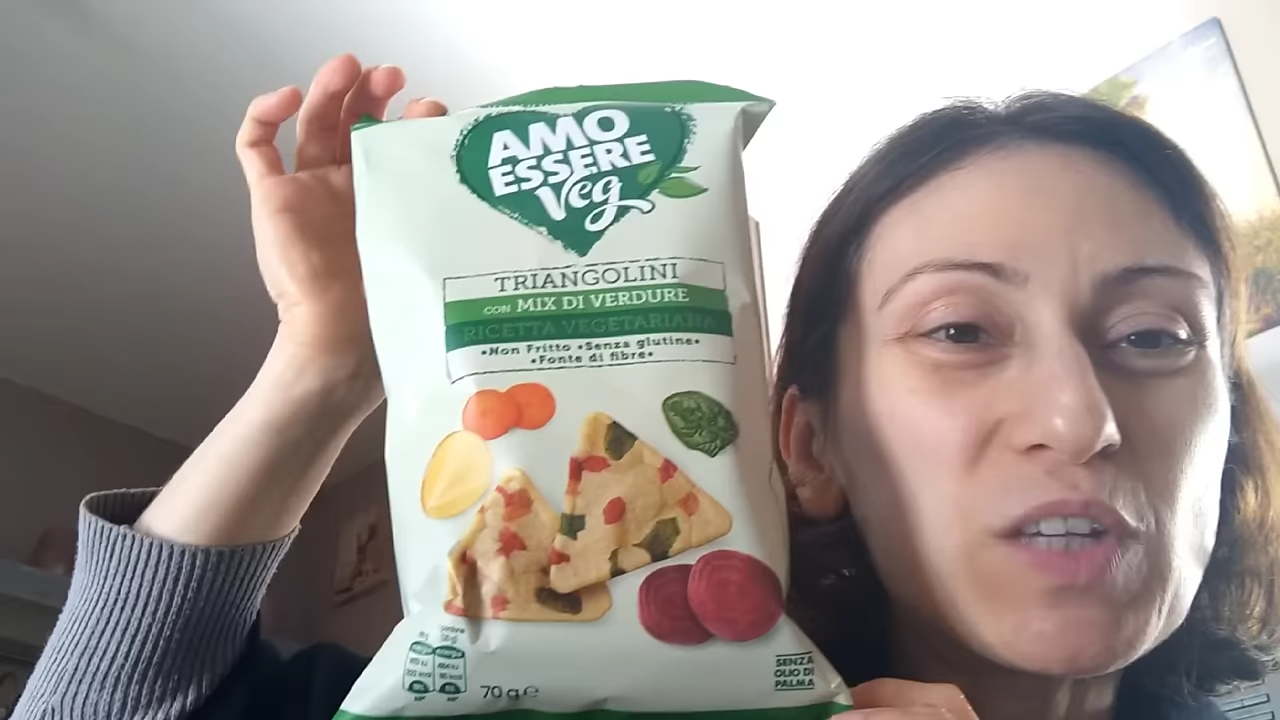 AMO
ESSERE
Veg
TRIANGOLINI
CON MIX DI VERDURE
RICETTA VEGETARIANA
•Non Fritto •Senza glutine•
•Fonte di fibre•
70 g e
SENZA
OLIO DI
PALMA